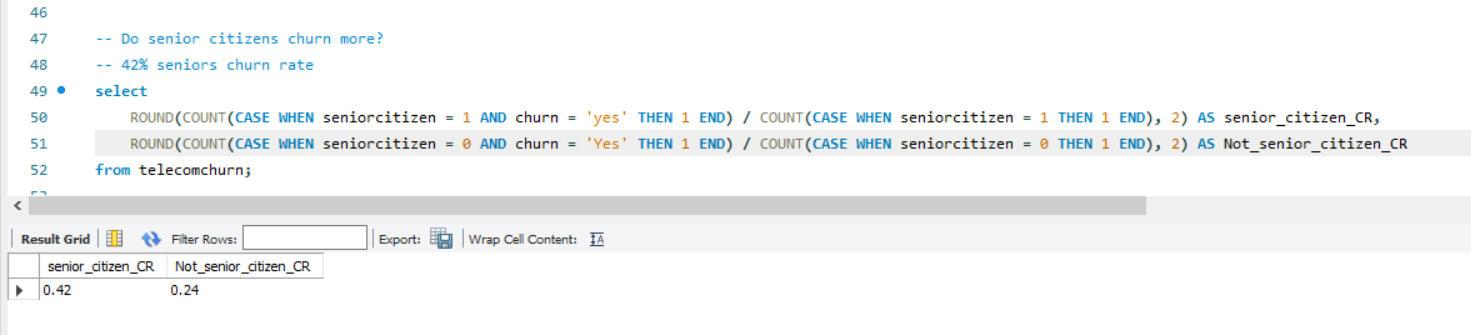 46
47 -- Do senior citizens churn more?
48 -- 42% seniors churn rate
49 select
50 ROUND(COUNT(CASE WHEN seniorcitizen = 1 AND churn = 'yes' THEN 1 END) / COUNT(CASE WHEN seniorcitizen = 1 THEN 1 END), 2) AS senior_citizen_CR,
51 ROUND(COUNT(CASE WHEN seniorcitizen = 0 AND churn = 'Yes' THEN 1 END) / COUNT(CASE WHEN seniorcitizen = 0 THEN 1 END), 2) AS Not_senior_citizen_CR
52 from telecomchurn;
Result Grid Filter Rows: Export: Wrap Cell Content: IA
senior_citizen_CR Not_senior_citizen_CR
0.42 0.24